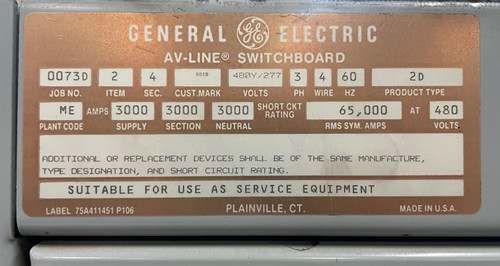 GENERAL GE ELECTRIC
AV-LINE® SWITCHBOARD
0073D 2 4 480Y/277 3 4 60 2D
JOB NO. ITEM SEC. CUST.MARK VOLTS PH WIRE HZ PRODUCT TYPE
ME AMPS 3000 3000 3000 SHORT CKT RATING 65,000 AT 480
PLANT CODE SUPPLY SECTION NEUTRAL RMS SYM. AMPS VOLTS
ADDITIONAL OR REPLACEMENT DEVICES SHALL BE OF THE SAME MANUFACTURE,
TYPE DESIGNATION, AND SHORT CIRCUIT RATING.
SUITABLE FOR USE AS SERVICE EQUIPMENT
LABEL 75A411451 P106 PLAINVILLE, CT. MADE IN U.S.A.